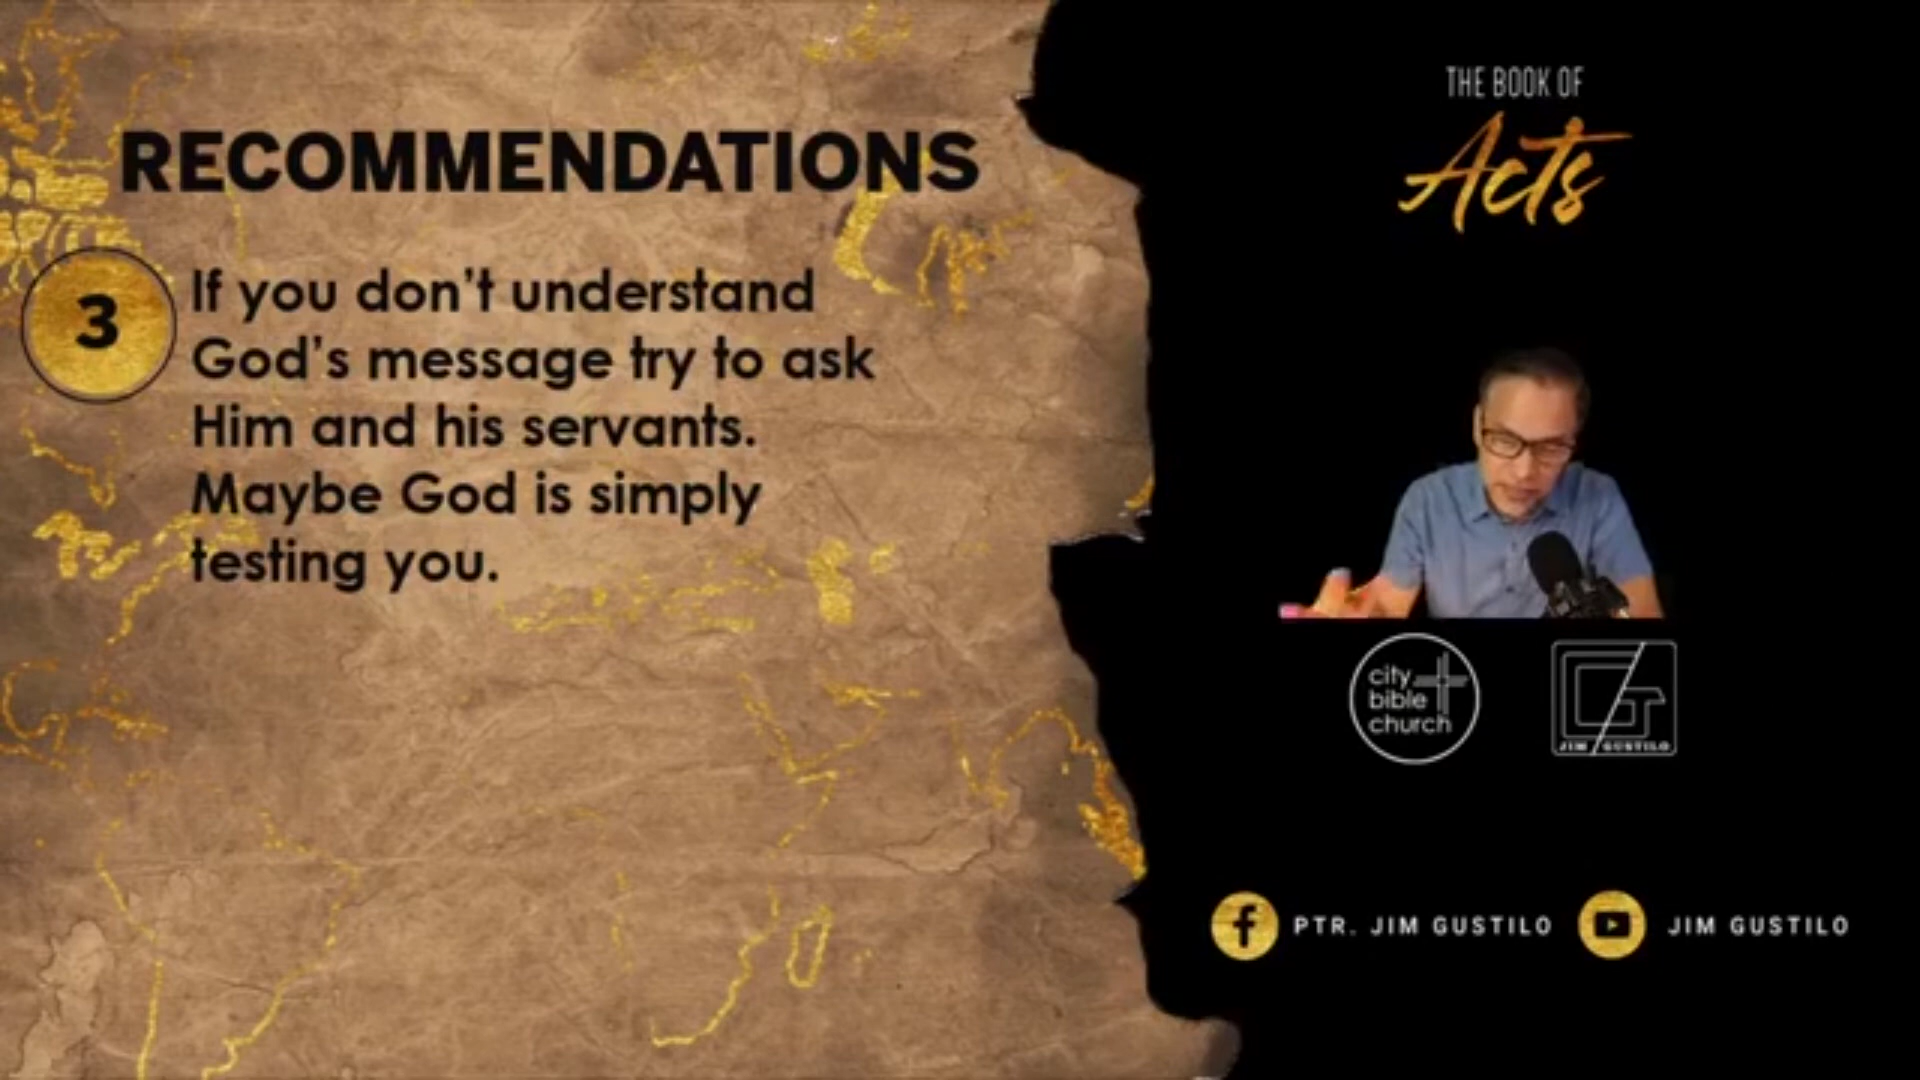 RECOMMENDATIONS
3
If you don't understand
God's message try to ask
Him and his servants.
Maybe God is simply
testing you.
THE BOOK OF
Acts
city
bible
church
JIM GUSTILO
PTR. JIM GUSTILO
JIM GUSTILO